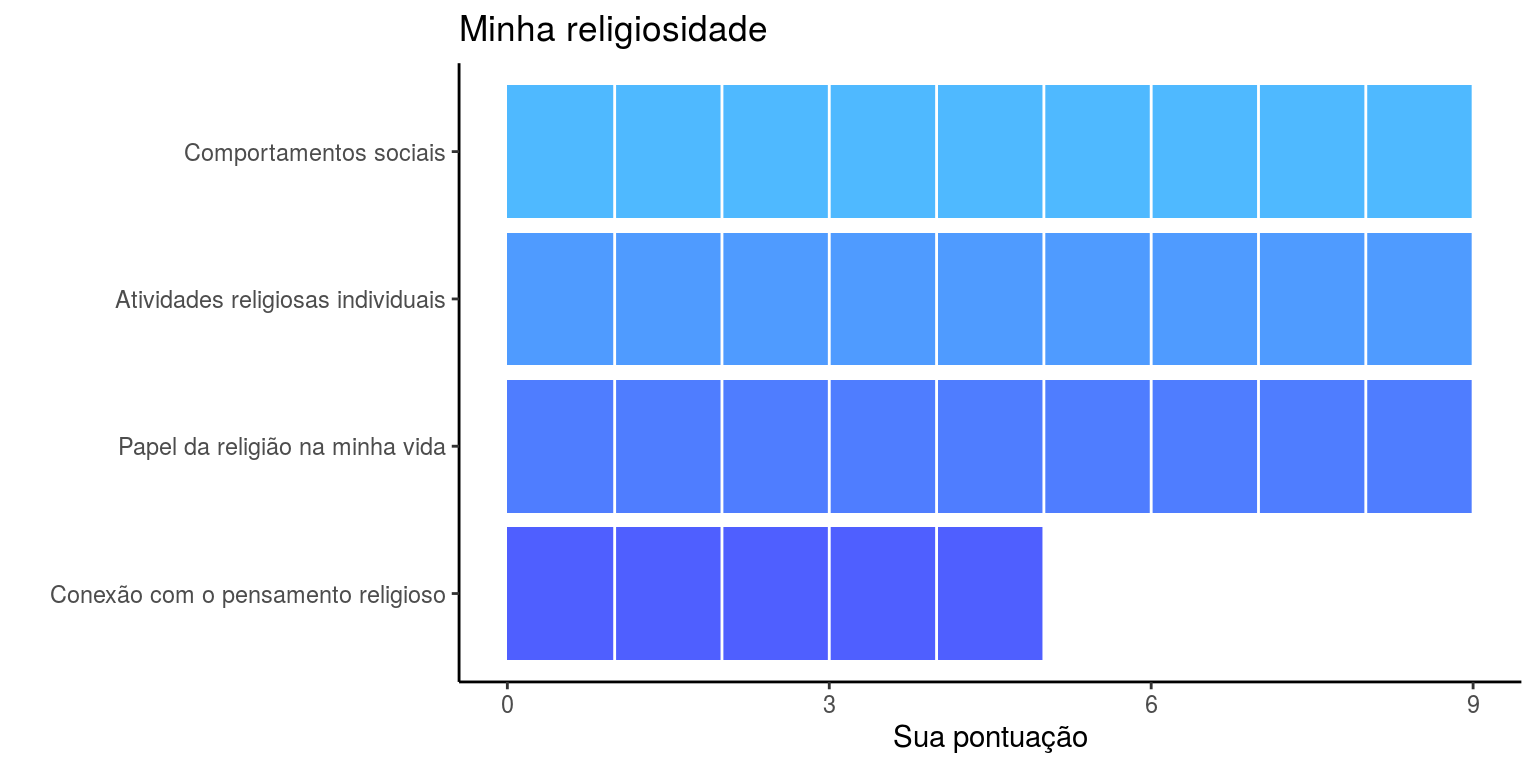 Minha religiosidade
Comportamentos sociais
Atividades religiosas individuais
Papel da religião na minha vida
Conexão com o pensamento religioso
0 3 6 9
Sua pontuação